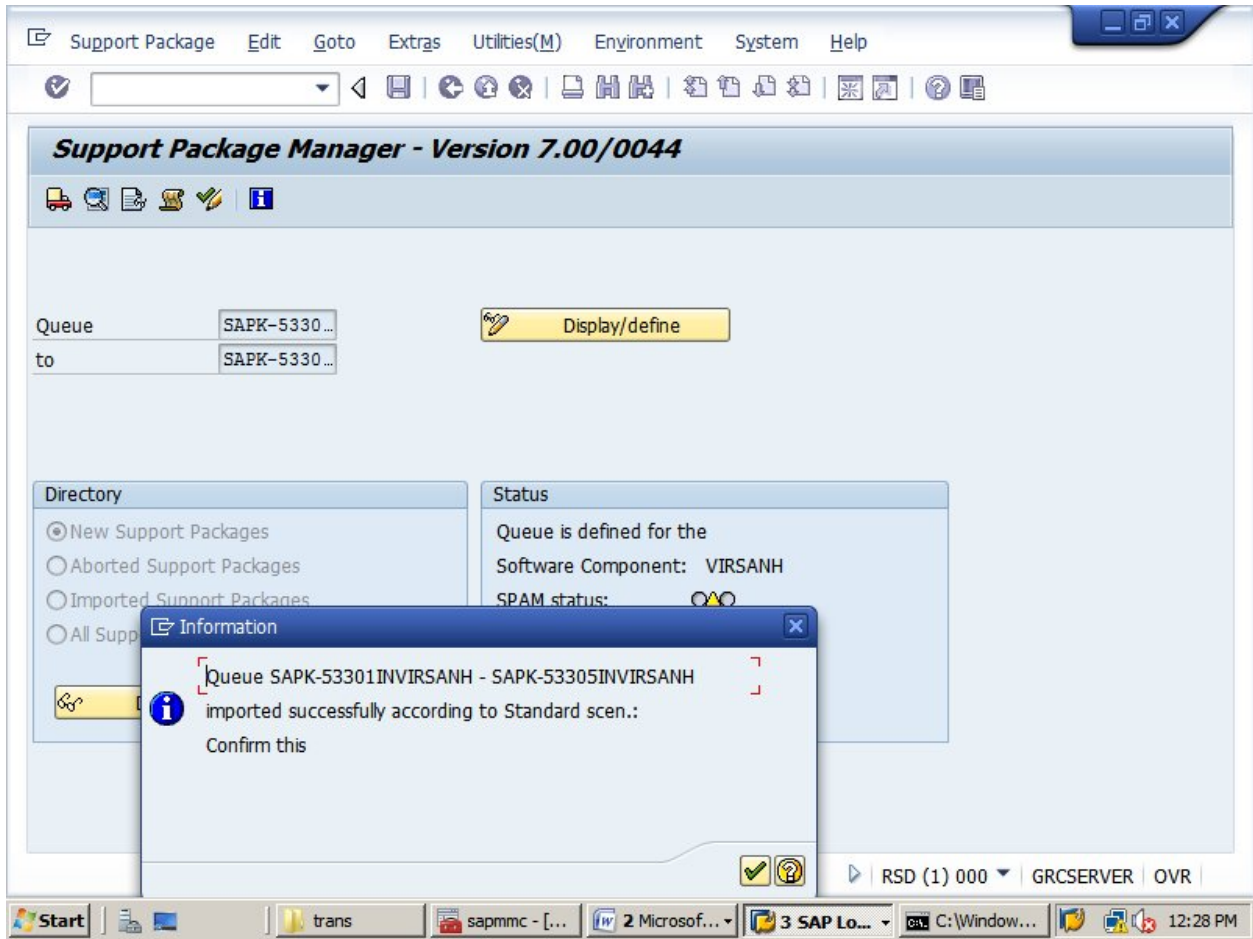 Support Package Edit Goto Extras Utilities(M) Environment System Help
Support Package Manager - Version 7.00/0044
Queue SAPK-5330… Display/define
to SAPK-5330…
Directory
New Support Packages
Aborted Support Packages
Imported Support Packages
All Supp
Status
Queue is defined for the
Software Component: VIRSANH
SPAM status:
Information
Queue SAPK-53301INVIRSANH - SAPK-53305INVIRSANH
imported successfully according to Standard scen.:
Confirm this
RSD (1) 000 GRCSERVER OVR
Start trans sapmmc - [... 2 Microsof... 3 SAP Lo... C:\Window... 12:28 PM